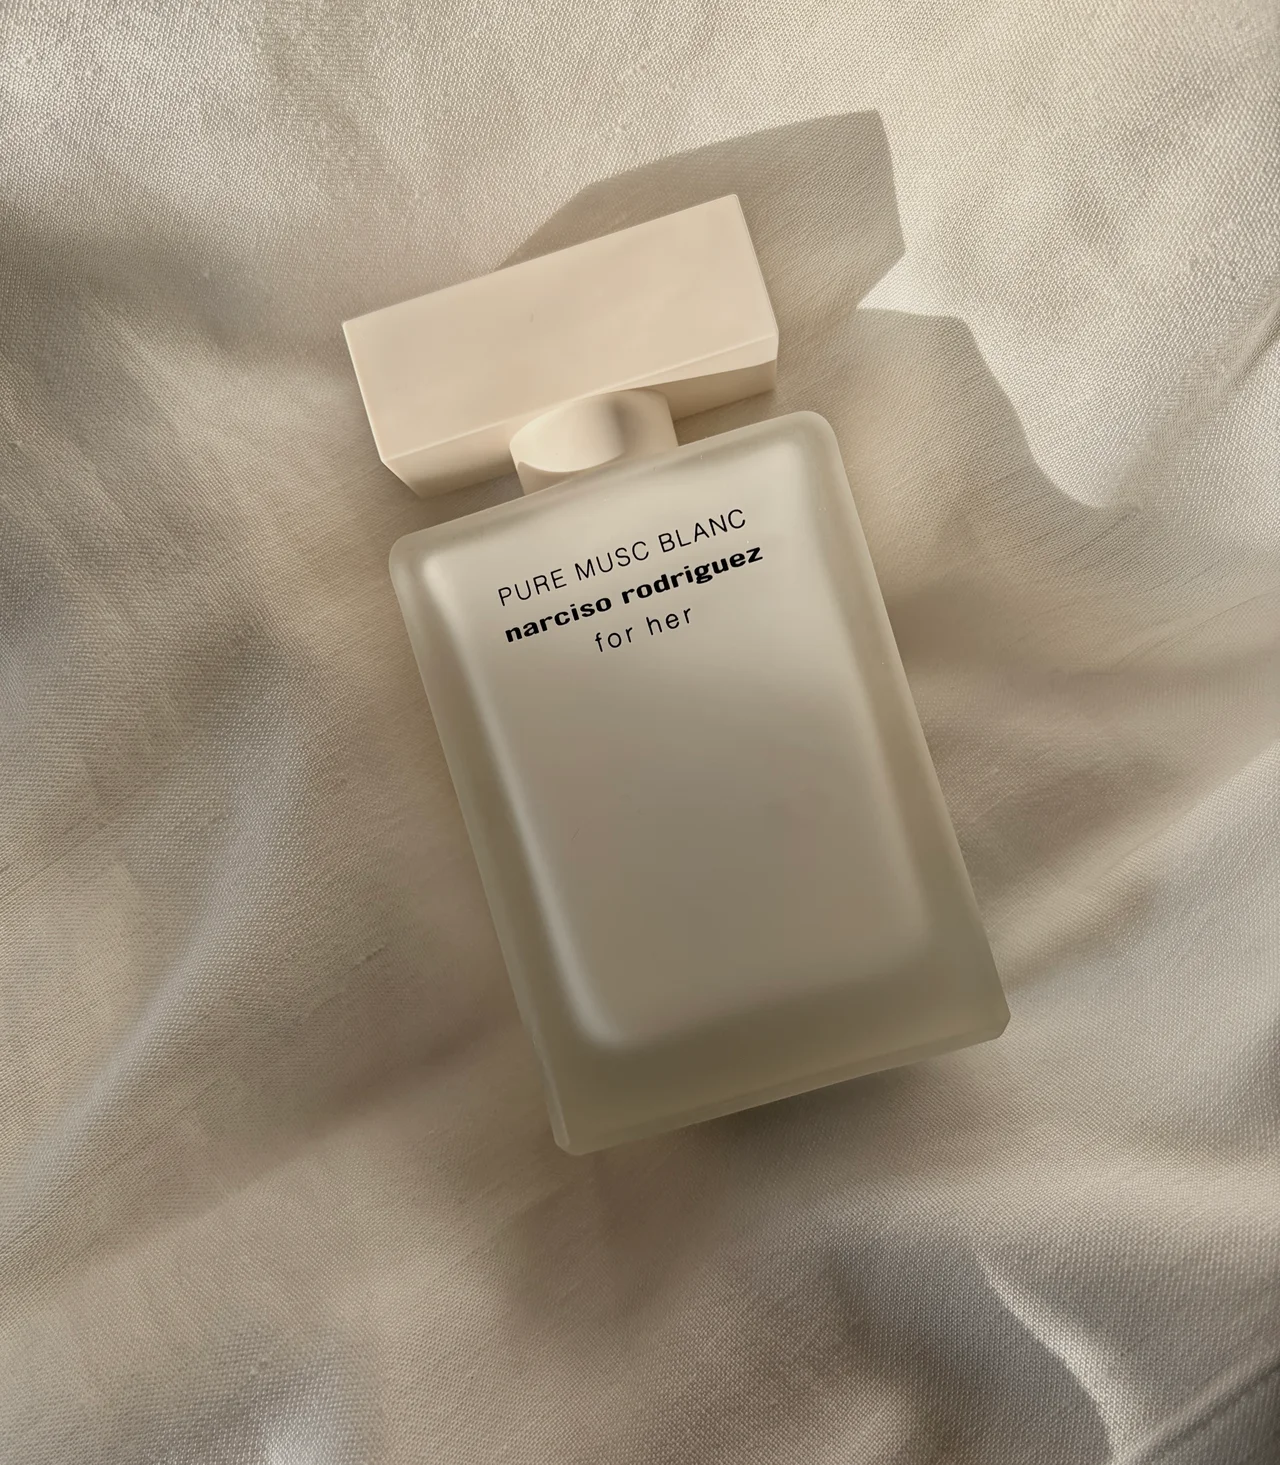 PURE MUSC BLANC
narciso rodriguez
for her